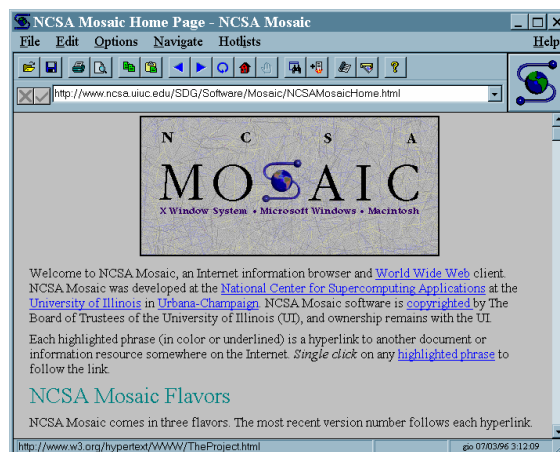 NCSA Mosaic Home Page - NCSA Mosaic
File Edit Options Navigate Hotlists Help
http://www.ncsa.uiuc.edu/SDG/Software/Mosaic/NCSAMosaicHome.html
N C S A
MOSAIC
X Window System • Microsoft Windows • Macintosh
Welcome to NCSA Mosaic, an Internet information browser and World Wide Web client.
NCSA Mosaic was developed at the National Center for Supercomputing Applications at the
University of Illinois in Urbana-Champaign. NCSA Mosaic software is copyrighted by The
Board of Trustees of the University of Illinois (UI), and ownership remains with the UI.
Each highlighted phrase (in color or underlined) is a hyperlink to another document or
information resource somewhere on the Internet. Single click on any highlighted phrase to
follow the link.
NCSA Mosaic Flavors
NCSA Mosaic comes in three flavors. The most recent version number follows each hyperlink.
http://www.w3.org/hypertext/WWW/TheProject.html gio 07/03/96 3:12:09